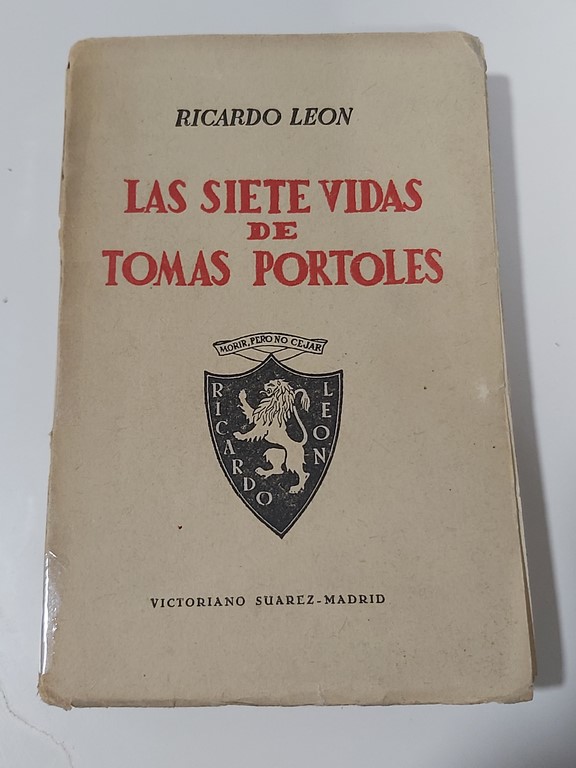 RICARDO LEON
LAS SIETE VIDAS
DE
TOMAS PORTOLES
MORIR, PERO NO CEJAR
RICARDO
LEON
VICTORIANO SUAREZ-MADRID